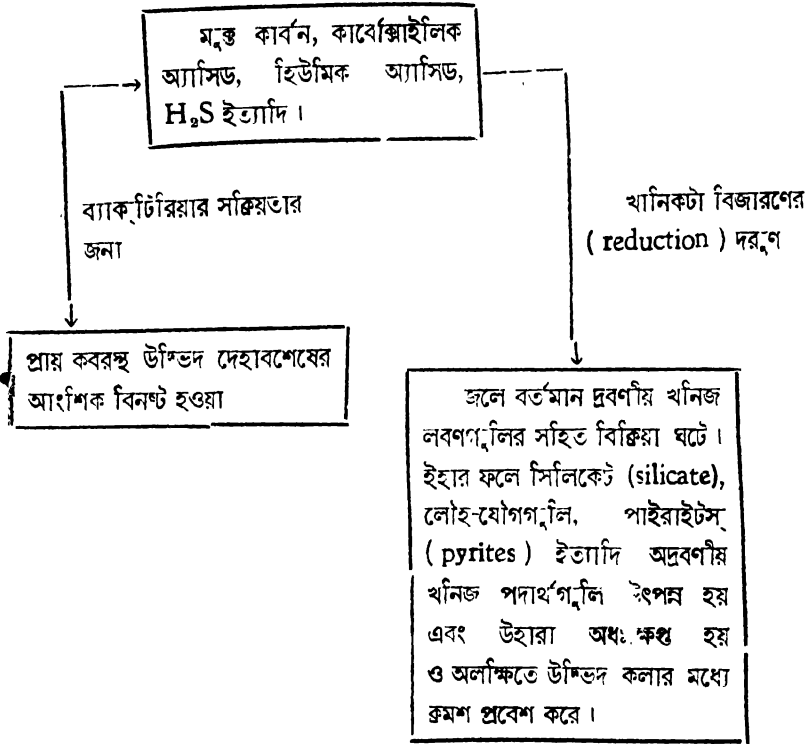 মুক্ত কার্বন, কার্বোক্সাইলিক
অ্যাসিড, হিউমিক অ্যাসিড,
H₂S ইত্যাদি।
ব্যাক্‌টিরিয়ার সক্রিয়তার
জন্য
খানিকটা বিজারণের
( reduction ) দরুণ
প্রায় কবরস্থ উদ্ভিদ দেহাবশেষের
আংশিক বিনষ্ট হওয়া
জলে বর্তমান দ্রবণীয় খনিজ
লবণগুলির সহিত বিক্রিয়া ঘটে।
ইহার ফলে সিলিকেট (silicate),
লৌহ-যৌগগুলি, পাইরাইটস্
( pyrites ) ইত্যাদি অদ্রবণীয়
খনিজ পদার্থগুলি উৎপন্ন হয়
এবং উহারা অধঃক্ষিপ্ত হয়
ও অলক্ষিতে উদ্ভিদ কলার মধ্যে
ক্রমশ প্রবেশ করে।